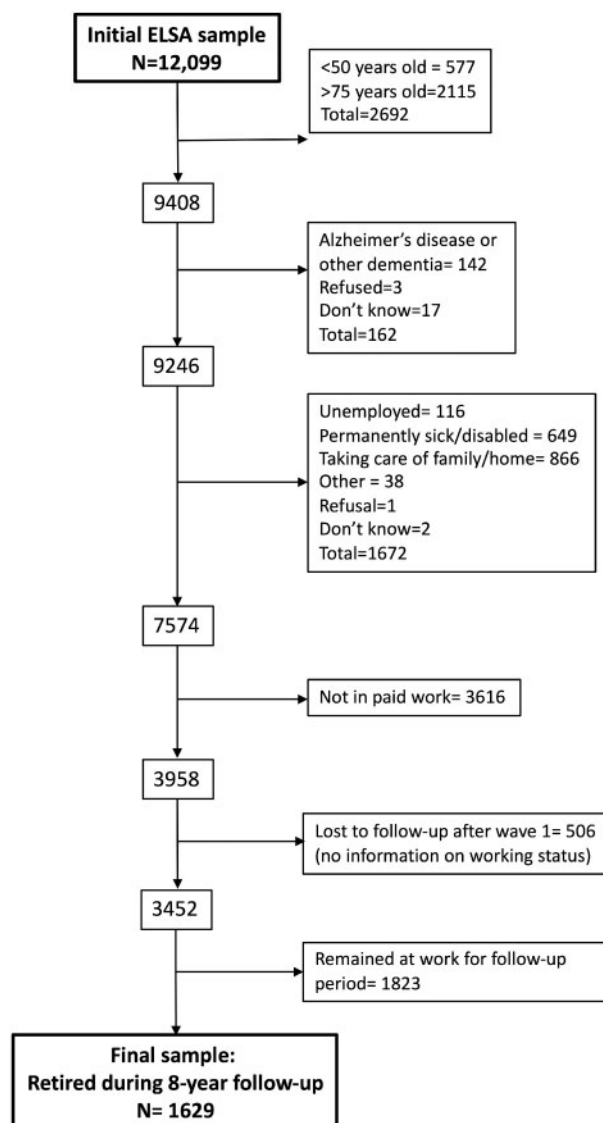 Initial ELSA sample
N=12,099
<50 years old = 577
>75 years old=2115
Total=2692
9408
Alzheimer's disease or
other dementia= 142
Refused=3
Don't know=17
Total=162
9246
Unemployed= 116
Permanently sick/disabled = 649
Taking care of family/home= 866
Other = 38
Refusal=1
Don't know=2
Total=1672
7574
Not in paid work= 3616
3958
Lost to follow-up after wave 1= 506
(no information on working status)
3452
Remained at work for follow-up
period= 1823
Final sample:
Retired during 8-year follow-up
N= 1629